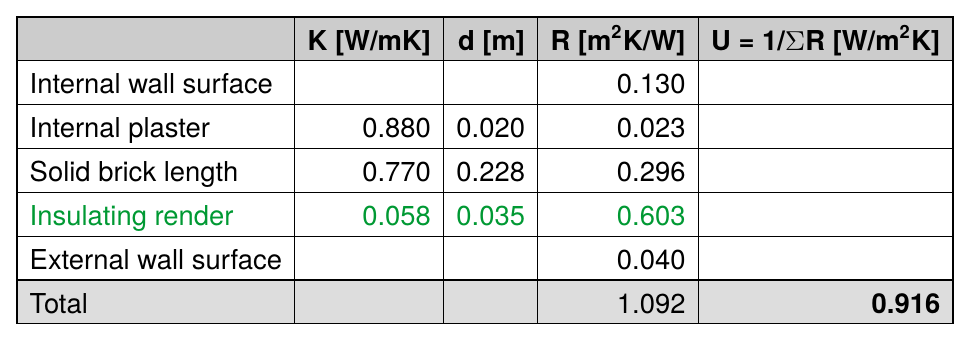 K [W/mK] d [m] R [m²K/W] U = 1/ΣR [W/m²K]
Internal wall surface 0.130
Internal plaster 0.880 0.020 0.023
Solid brick length 0.770 0.228 0.296
Insulating render 0.058 0.035 0.603
External wall surface 0.040
Total 1.092 0.916